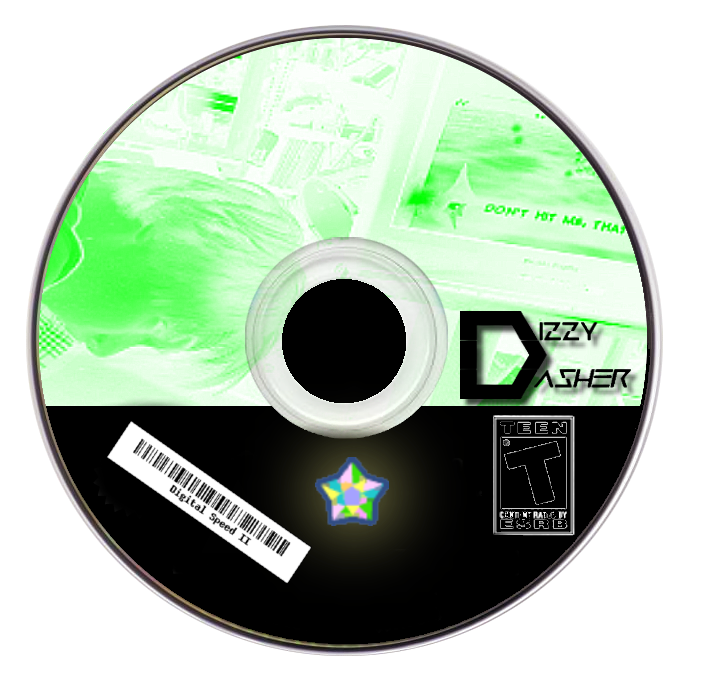 DON'T HIT ME, THAT
DIZZY
DASHER
Digital Speed II
TEEN
T
CONTENT RATED BY
ESRB